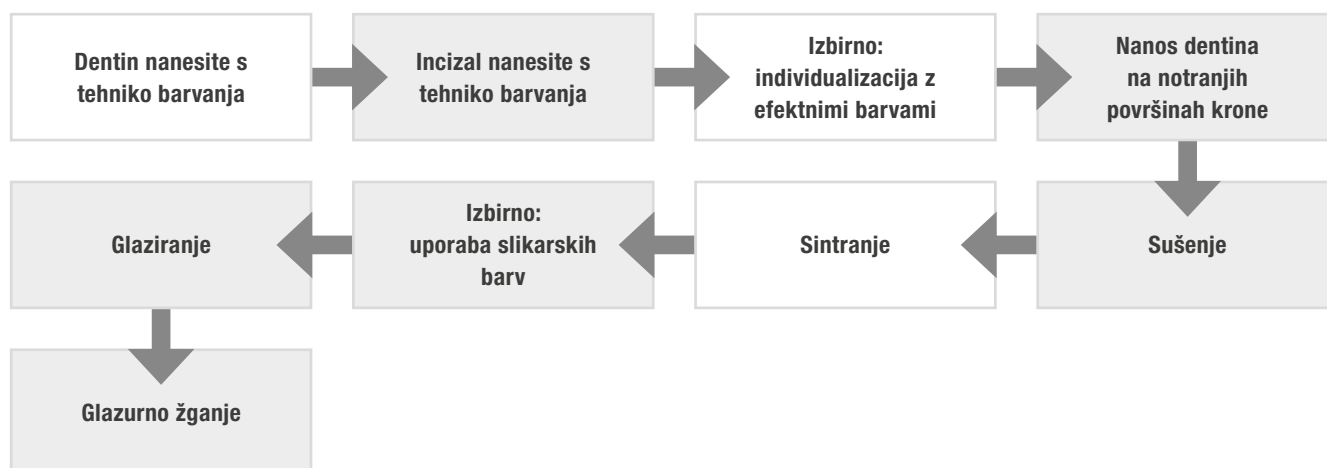 Dentin nanesite s
tehniko barvanja
Incizal nanesite s
tehniko barvanja
Izbirno:
individualizacija z
efektnimi barvami
Nanos dentina
na notranjih
površinah krone
Sušenje
Sintranje
Izbirno:
uporaba slikarskih
barv
Glaziranje
Glazurno žganje